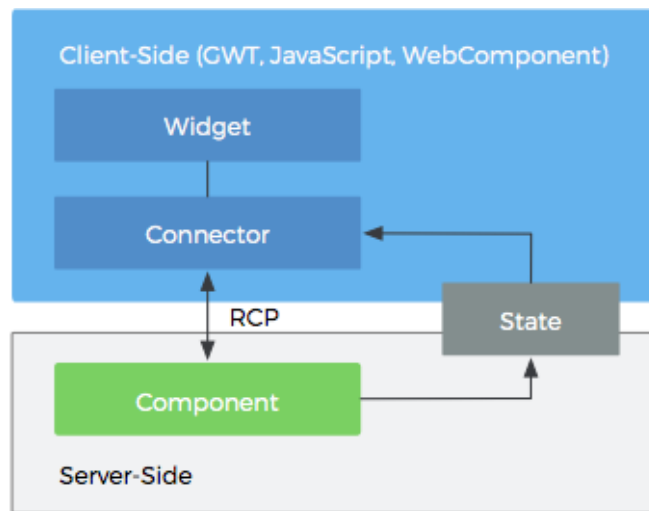 Client-Side (GWT, JavaScript, WebComponent)
Widget
Connector
RCP
State
Component
Server-Side